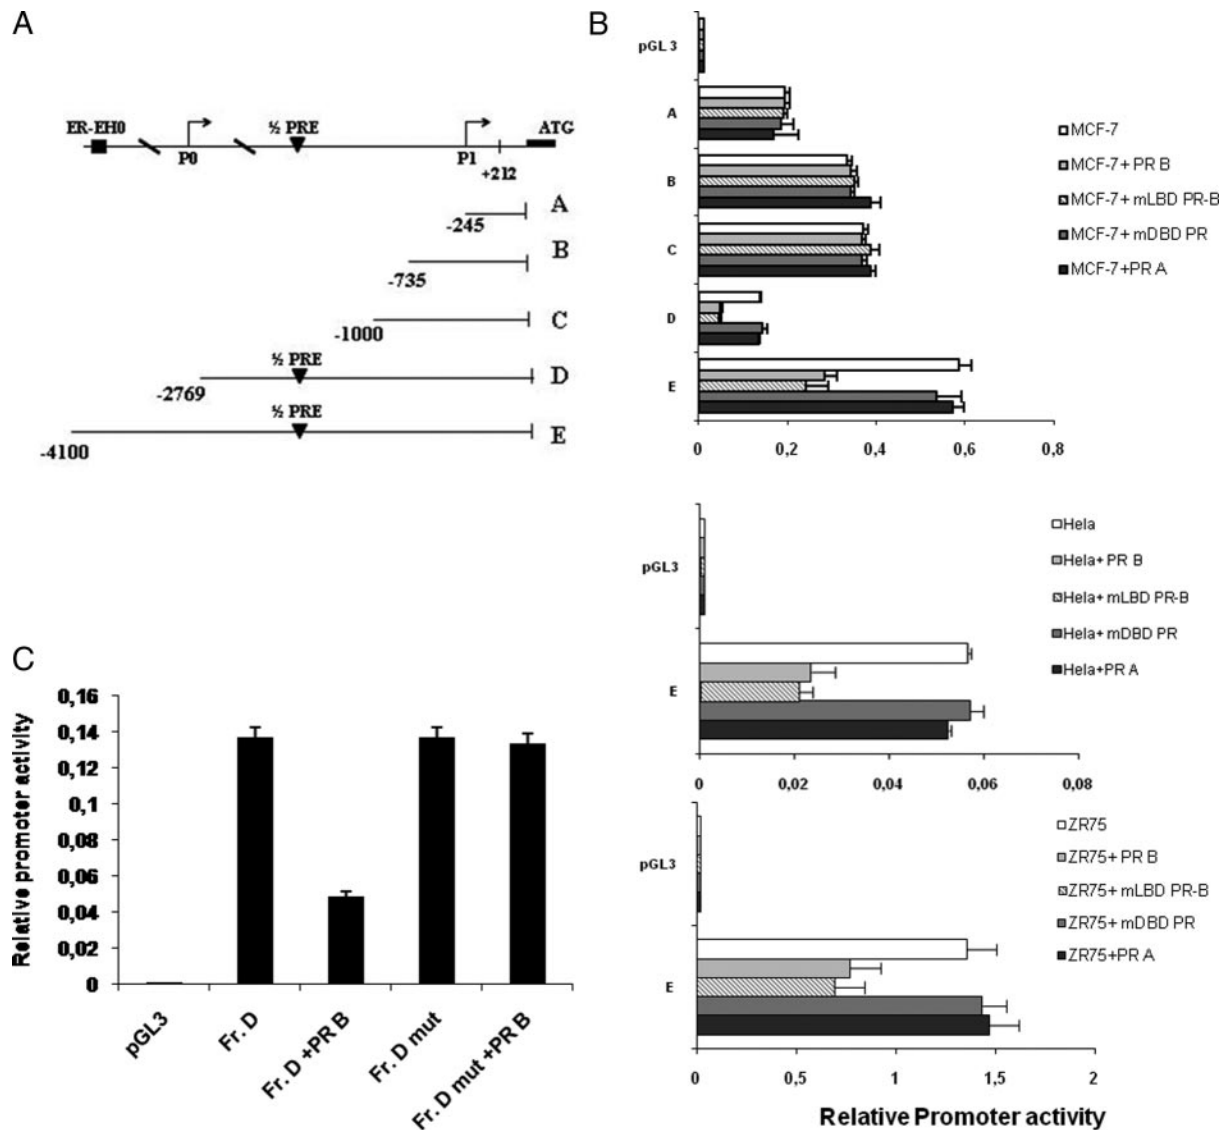 A
ER-EH0
P0
½ PRE
P1
+212
ATG
-245
A
-735
B
-1000
C
½ PRE
-2769
D
½ PRE
-4100
E
B
pGL3
A
B
C
D
E
0
0,2
0,4
0,6
0,8
MCF-7
MCF-7+ PR B
MCF-7+ mLBD PR-B
MCF-7+ mDBD PR
MCF-7+PR A
pGL3
E
0
0,02
0,04
0,06
0,08
Hela
Hela+ PR B
Hela+ mLBD PR-B
Hela+ mDBD PR
Hela+PR A
pGL3
E
0
0,5
1
1,5
2
ZR75
ZR75+ PR B
ZR75+ mLBD PR-B
ZR75+ mDBD PR
ZR75+PR A
Relative Promoter activity
C
Relative promoter activity
0,16
0,14
0,12
0,1
0,08
0,06
0,04
0,02
0
pGL3
Fr. D
Fr. D +PR B
Fr. D mut
Fr. D mut +PR B